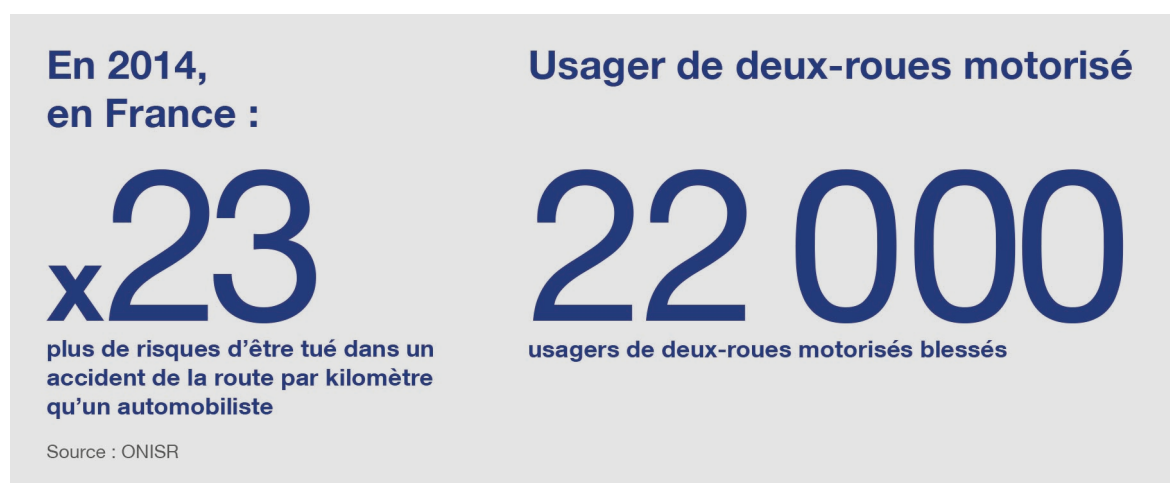 En 2014,
en France :
x23
plus de risques d’être tué dans un
accident de la route par kilomètre
qu’un automobiliste
Source : ONISR
Usager de deux-roues motorisé
22 000
usagers de deux-roues motorisés blessés